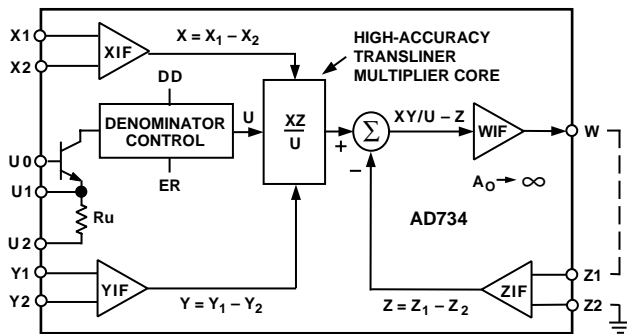 X1
X2
XIF
X = X1 – X2
HIGH-ACCURACY
TRANSLINER
MULTIPLIER CORE
DD
DENOMINATOR
CONTROL
U
XZ
U
∑
+
–
XY/U – Z
WIF
W
U0
U1
U2
ER
Ru
AO → ∞
AD734
Y1
Y2
YIF
Y = Y1 – Y2
Z = Z1 – Z2
ZIF
Z1
Z2